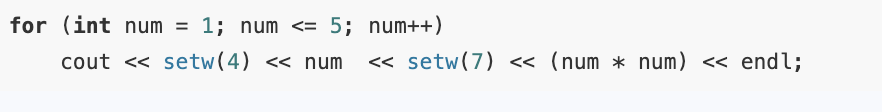 for (int num = 1; num <= 5; num++)
cout << setw(4) << num  << setw(7) << (num * num) << endl;